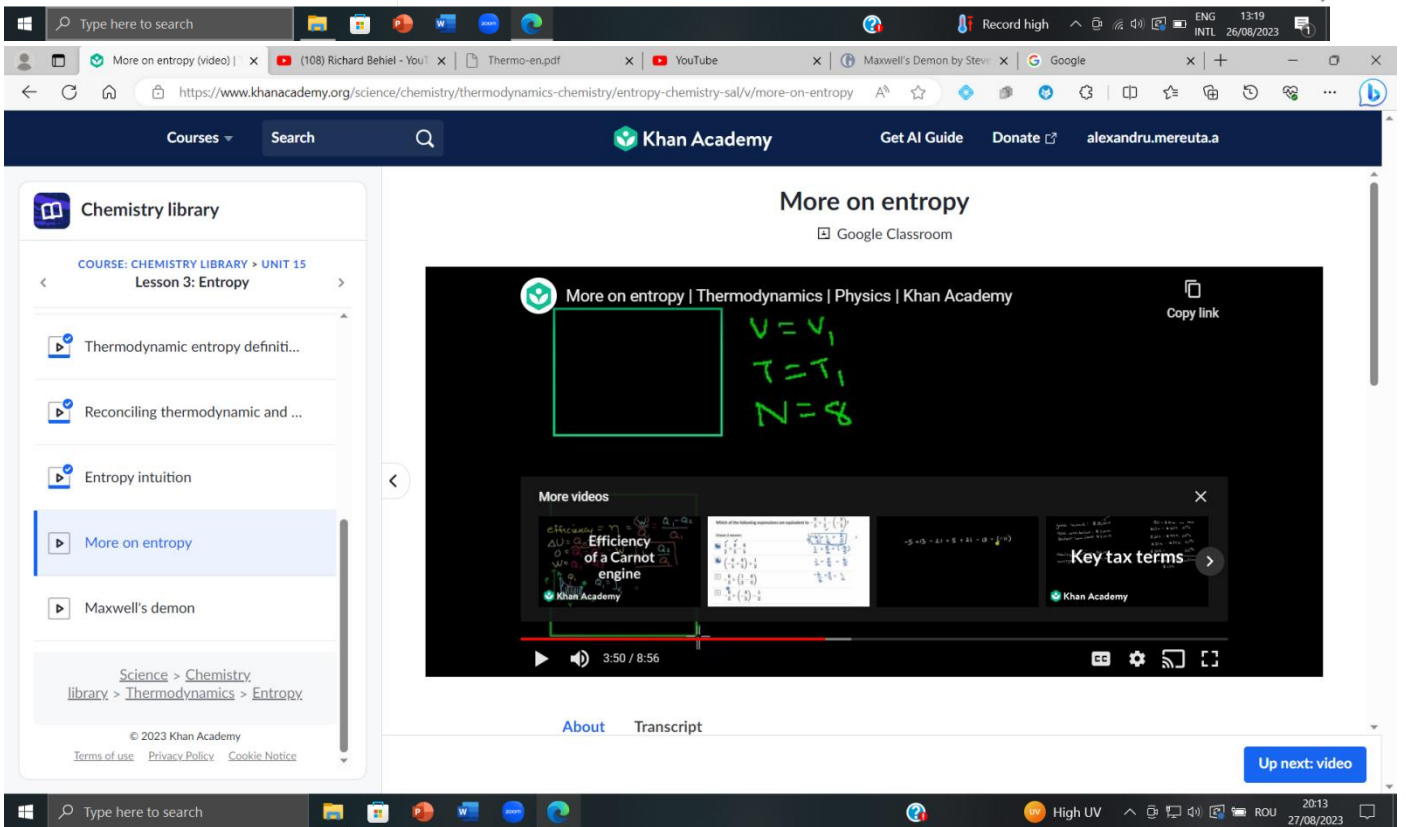 Type here to search
Record high
ENG
INTL
13:19
26/08/2023
1
More on entropy (video) |
(108) Richard Behiel - YouT
Thermo-en.pdf
YouTube
Maxwell's Demon by Steve
Google
https://www.khanacademy.org/science/chemistry/thermodynamics-chemistry/entropy-chemistry-sal/v/more-on-entropy
Courses
Search
Khan Academy
Get AI Guide
Donate
alexandru.mereuta.a
Chemistry library
COURSE: CHEMISTRY LIBRARY > UNIT 15
Lesson 3: Entropy
Thermodynamic entropy definiti...
Reconciling thermodynamic and ...
Entropy intuition
More on entropy
Maxwell's demon
Science > Chemistry
library > Thermodynamics > Entropy
© 2023 Khan Academy
Terms of use Privacy Policy Cookie Notice
More on entropy
Google Classroom
More on entropy | Thermodynamics | Physics | Khan Academy
Copy link
V = V₁
T = T₁
N = 8
More videos
Efficiency
of a Carnot
engine
Khan Academy
Key tax terms
Khan Academy
3:50 / 8:56
CC
About Transcript
Up next: video
Type here to search
UV
High UV
ROU
20:13
27/08/2023